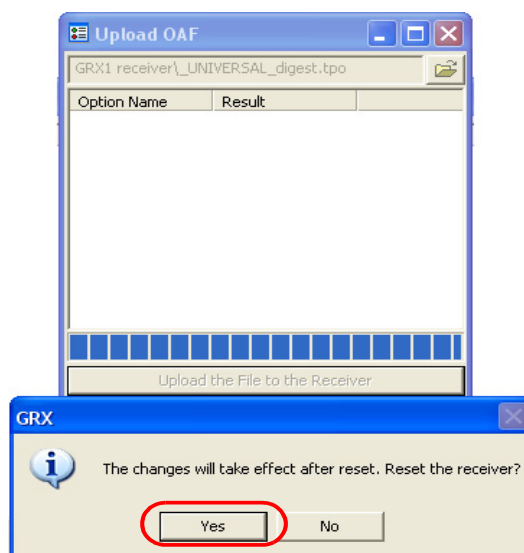 Upload OAF
GRX1 receiver\_UNIVERSAL_digest.tpo
Option Name Result
Upload the File to the Receiver
GRX
The changes will take effect after reset. Reset the receiver?
Yes No